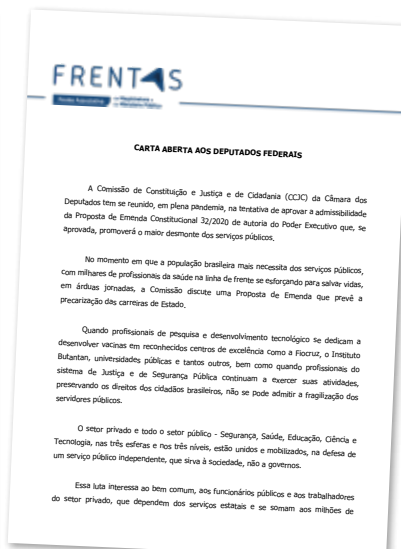 FRENTAS
CARTA ABERTA AOS DEPUTADOS FEDERAIS
A Comissão de Constituição e Justiça e de Cidadania (CCJC) da Câmara dos
Deputados tem se reunido, em plena pandemia, na tentativa de aprovar a admissibilidade
da Proposta de Emenda Constitucional 32/2020 de autoria do Poder Executivo que, se
aprovada, promoverá o maior desmonte dos serviços públicos.
No momento em que a população brasileira mais necessita dos serviços públicos,
com milhares de profissionais da saúde na linha de frente se esforçando para salvar vidas,
em árduas jornadas, a Comissão discute uma Proposta de Emenda que prevê a
precarização das carreiras de Estado.
Quando profissionais de pesquisa e desenvolvimento tecnológico se dedicam a
desenvolver vacinas em reconhecidos centros de excelência como a Fiocruz, o Instituto
Butantan, universidades públicas e tantos outros, bem como quando profissionais do
sistema de Justiça e de Segurança Pública continuam a exercer suas atividades,
preservando os direitos dos cidadãos brasileiros, não se pode admitir a fragilização dos
servidores públicos.
O setor privado e todo o setor público - Segurança, Saúde, Educação, Ciência e
Tecnologia, nas três esferas e nos três níveis, estão unidos e mobilizados, na defesa de
um serviço público independente, que sirva à sociedade, não a governos.
Essa luta interessa ao bem comum, aos funcionários públicos e aos trabalhadores
do setor privado, que dependem dos serviços estatais e se somam aos milhões de